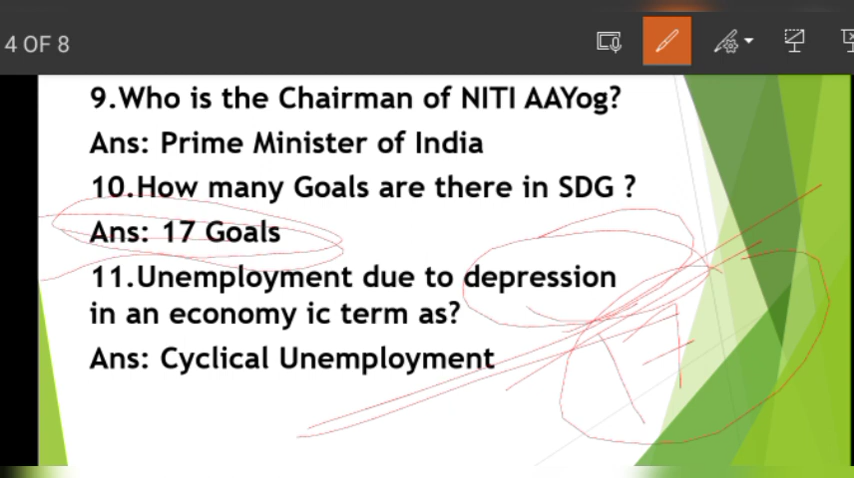 4 OF 8
9.Who is the Chairman of NITI AAYog?
Ans: Prime Minister of India
10.How many Goals are there in SDG ?
Ans: 17 Goals
11.Unemployment due to depression
in an economy ic term as?
Ans: Cyclical Unemployment